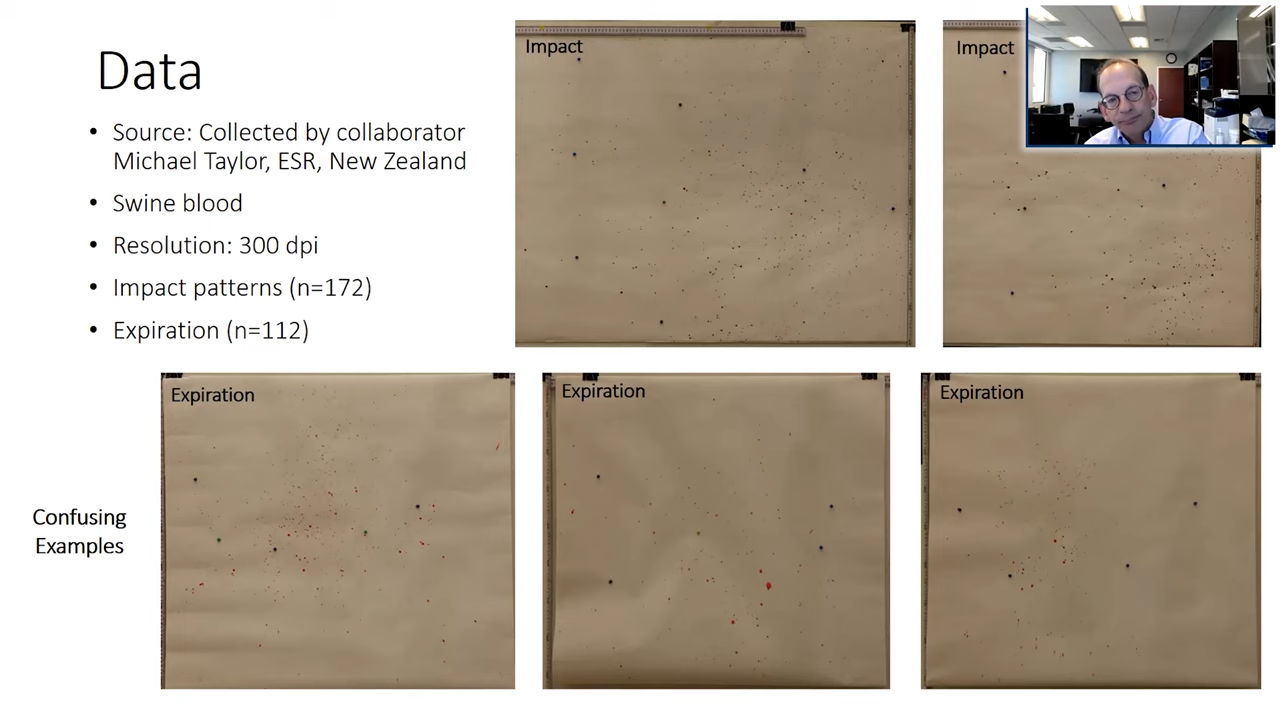 Data
• Source: Collected by collaborator
Michael Taylor, ESR, New Zealand
• Swine blood
• Resolution: 300 dpi
• Impact patterns (n=172)
• Expiration (n=112)
Impact
Impact
Confusing
Examples
Expiration
Expiration
Expiration